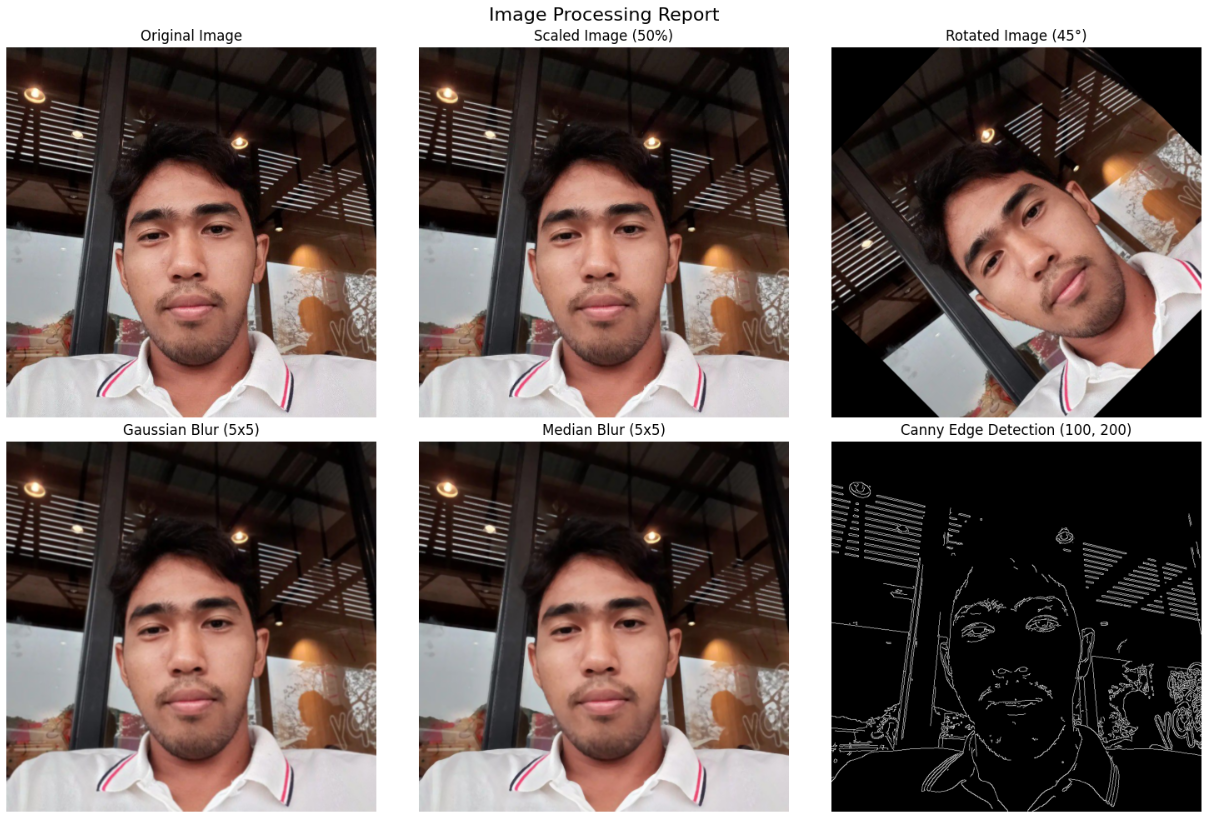 Image Processing Report
Original Image
Scaled Image (50%)
Rotated Image (45°)
Gaussian Blur (5x5)
Median Blur (5x5)
Canny Edge Detection (100, 200)